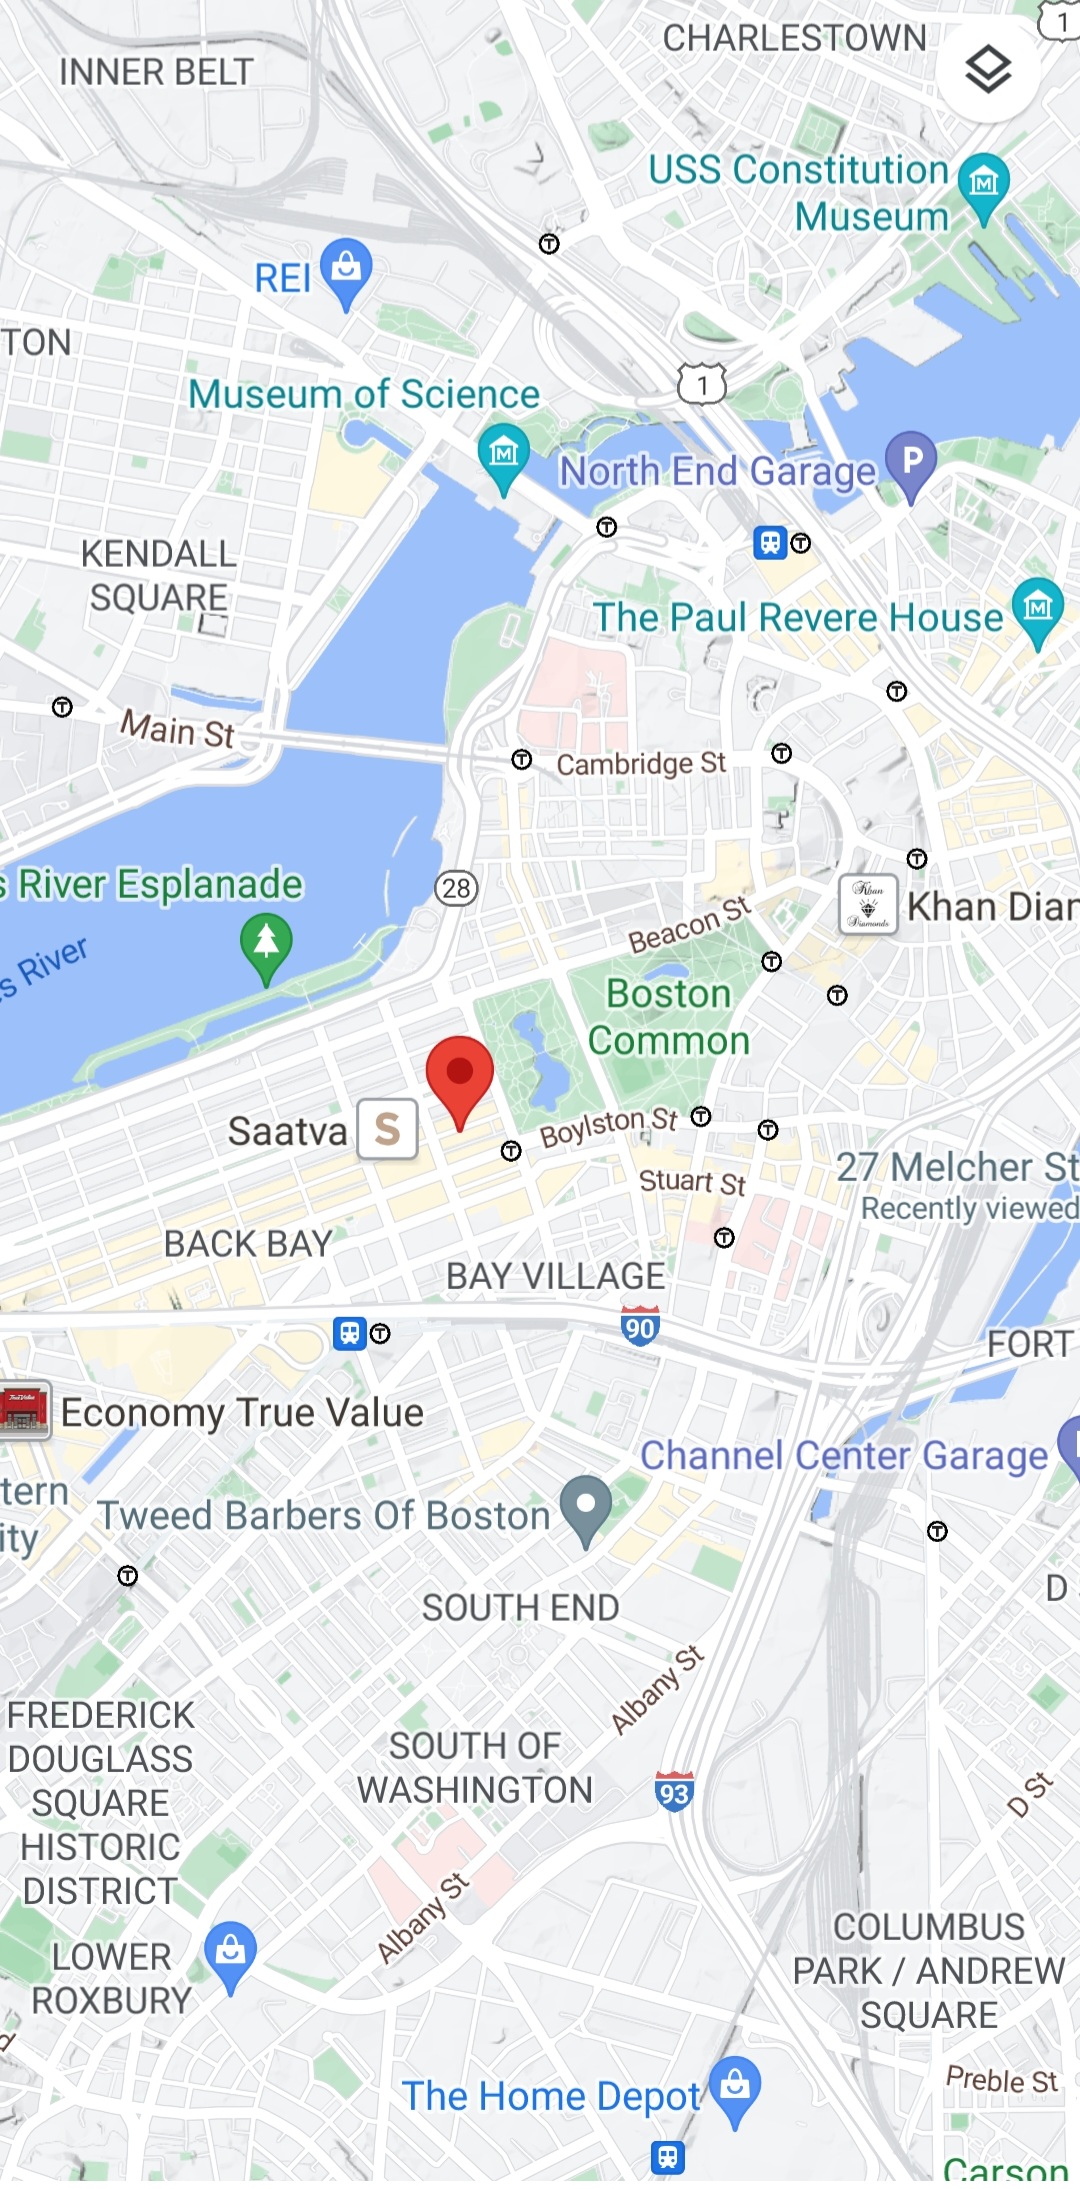 CHARLESTOWN
1
INNER BELT
USS Constitution
Museum
T
REI
TON
1
Museum of Science
North End Garage
P
T
T
KENDALL
SQUARE
The Paul Revere House
T
T
Main St
T
Cambridge St
T
T
s River Esplanade
28
Khan
Diamonds
Khan Diar
Beacon St
s River
T
Boston
Common
T
Saatva
S
Boylston St
T
T
T
27 Melcher St
Recently viewed
Stuart St
T
BACK BAY
BAY VILLAGE
90
T
FORT
True Value
Economy True Value
Channel Center Garage
tern
ity
Tweed Barbers Of Boston
T
T
D
SOUTH END
Albany St
FREDERICK
DOUGLASS
SQUARE
HISTORIC
DISTRICT
SOUTH OF
WASHINGTON
93
D St
Albany St
COLUMBUS
PARK / ANDREW
SQUARE
LOWER
ROXBURY
d
The Home Depot
Preble St
Carson